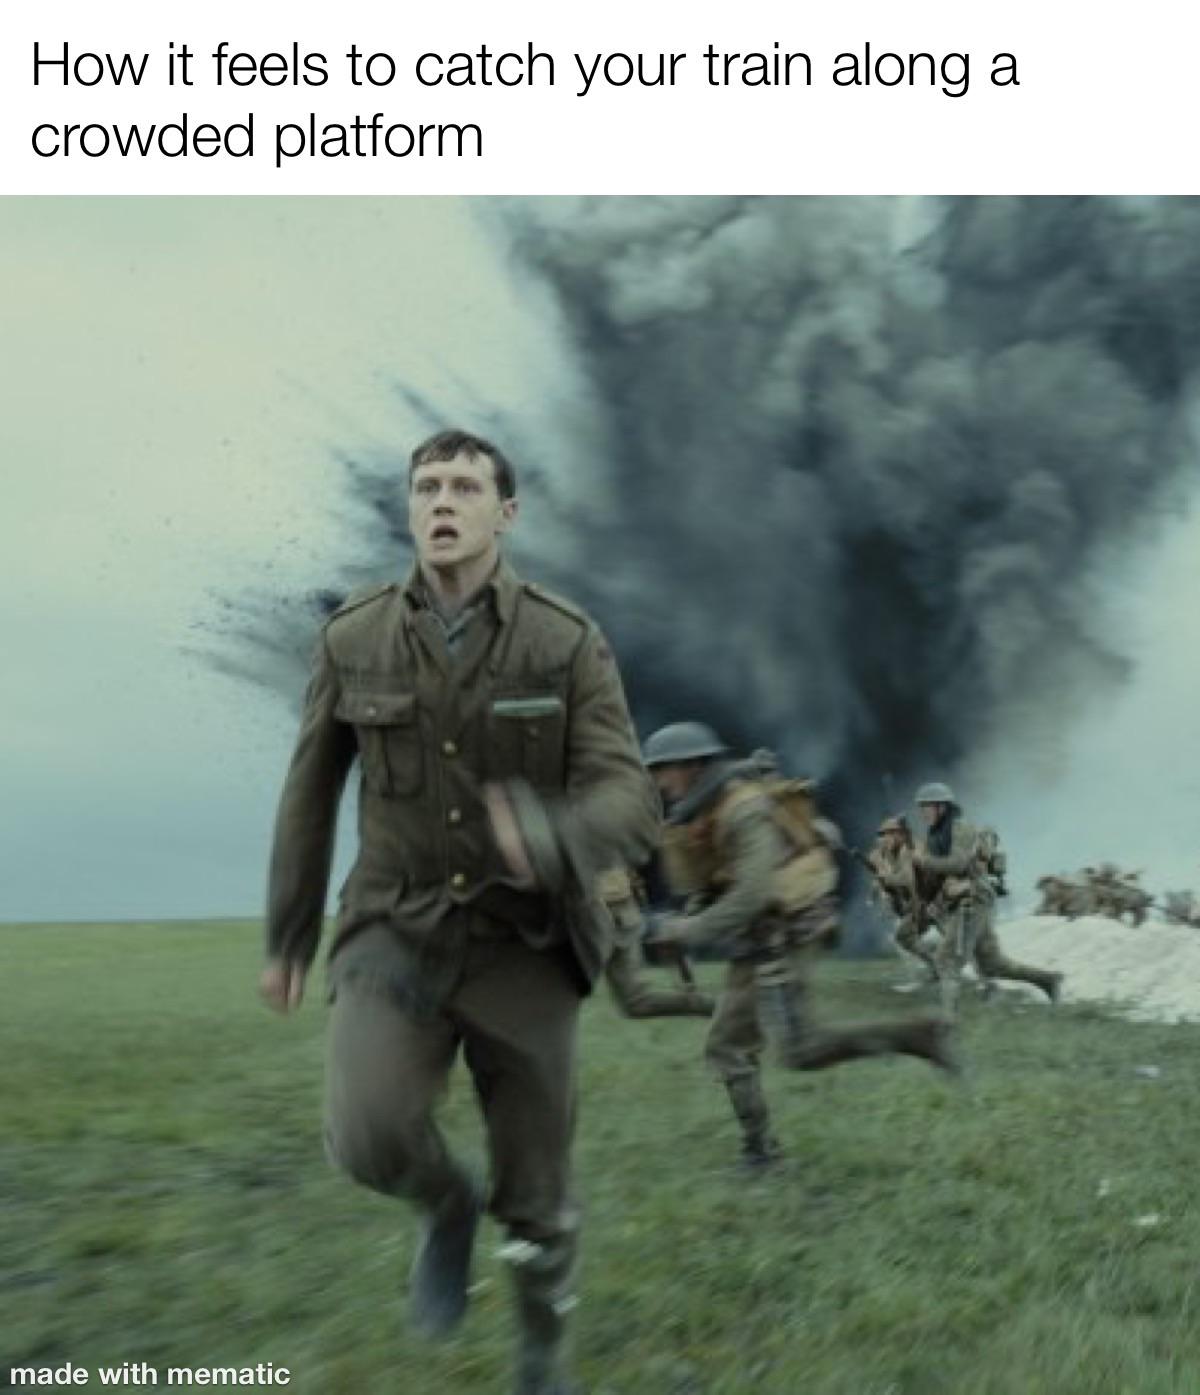 How it feels to catch your train along a
crowded platform
made with mematic